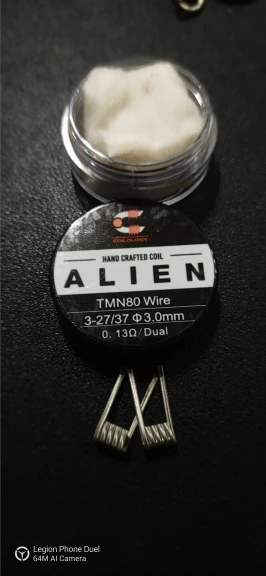 COILOLOGY
HAND CRAFTED COIL
ALIEN
TMN80 Wire
3-27/37 Φ3.0mm
0.13Ω/Dual
Legion Phone Duel
64M AI Camera